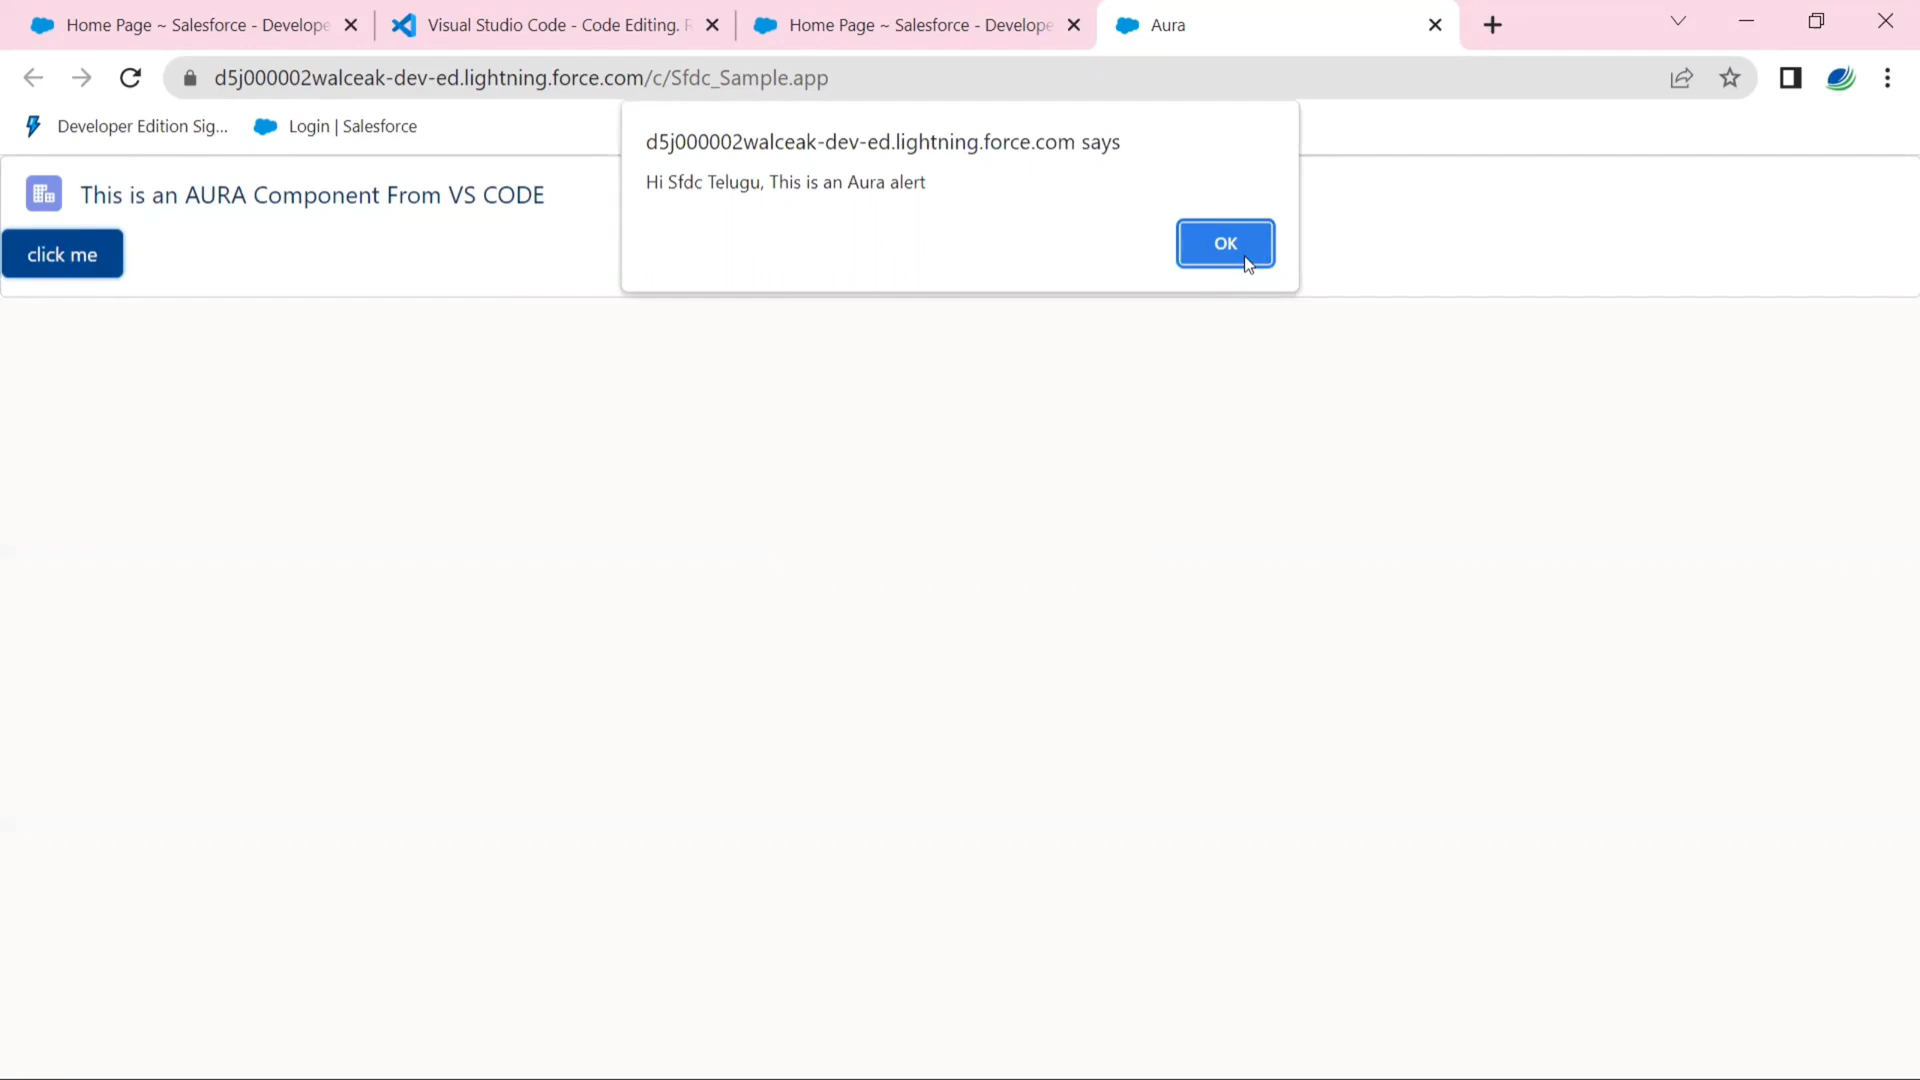 Home Page ~ Salesforce - Develope
Visual Studio Code - Code Editing. R
Home Page ~ Salesforce - Develope
Aura
d5j000002walceak-dev-ed.lightning.force.com/c/Sfdc_Sample.app
Developer Edition Sig...
Login | Salesforce
d5j000002walceak-dev-ed.lightning.force.com says
Hi Sfdc Telugu, This is an Aura alert
OK
This is an AURA Component From VS CODE
click me